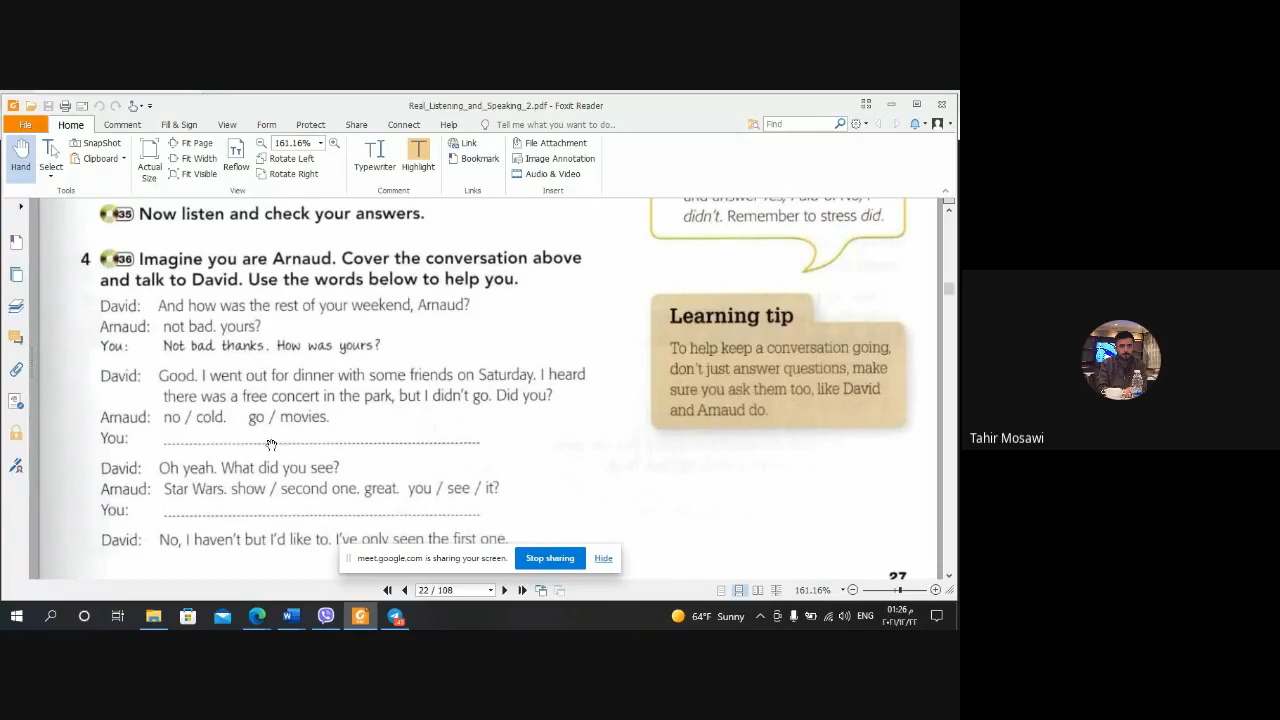 Real_Listening_and_Speaking_2.pdf - Foxit Reader
File Home Comment Fill & Sign View Form Protect Share Connect Help Tell me what you want to do.. Find
Hand
Select
SnapShot
Clipboard
Tools
Actual Size
Fit Page
Fit Width
Fit Visible
Reflow
161.16%
Rotate Left
Rotate Right
View
Typewriter
Highlight
Comment
Link
Bookmark
Links
File Attachment
Image Annotation
Audio & Video
Insert
35 Now listen and check your answers.
didn't. Remember to stress did.
4 36 Imagine you are Arnaud. Cover the conversation above
and talk to David. Use the words below to help you.
David: And how was the rest of your weekend, Arnaud?
Arnaud: not bad. yours?
You: Not bad thanks. How was yours?
David: Good. I went out for dinner with some friends on Saturday. I heard
there was a free concert in the park, but I didn't go. Did you?
Arnaud: no / cold. go / movies.
You:
David: Oh yeah. What did you see?
Arnaud: Star Wars. show / second one. great. you / see / it?
You:
David: No, I haven't but I'd like to. I've only seen the first one.
Learning tip
To help keep a conversation going,
don't just answer questions, make
sure you ask them too, like David
and Arnaud do.
27
meet.google.com is sharing your screen. Stop sharing Hide
22 / 108
161.16%
64°F Sunny
ENG
01:26 م
Tahir Mosawi